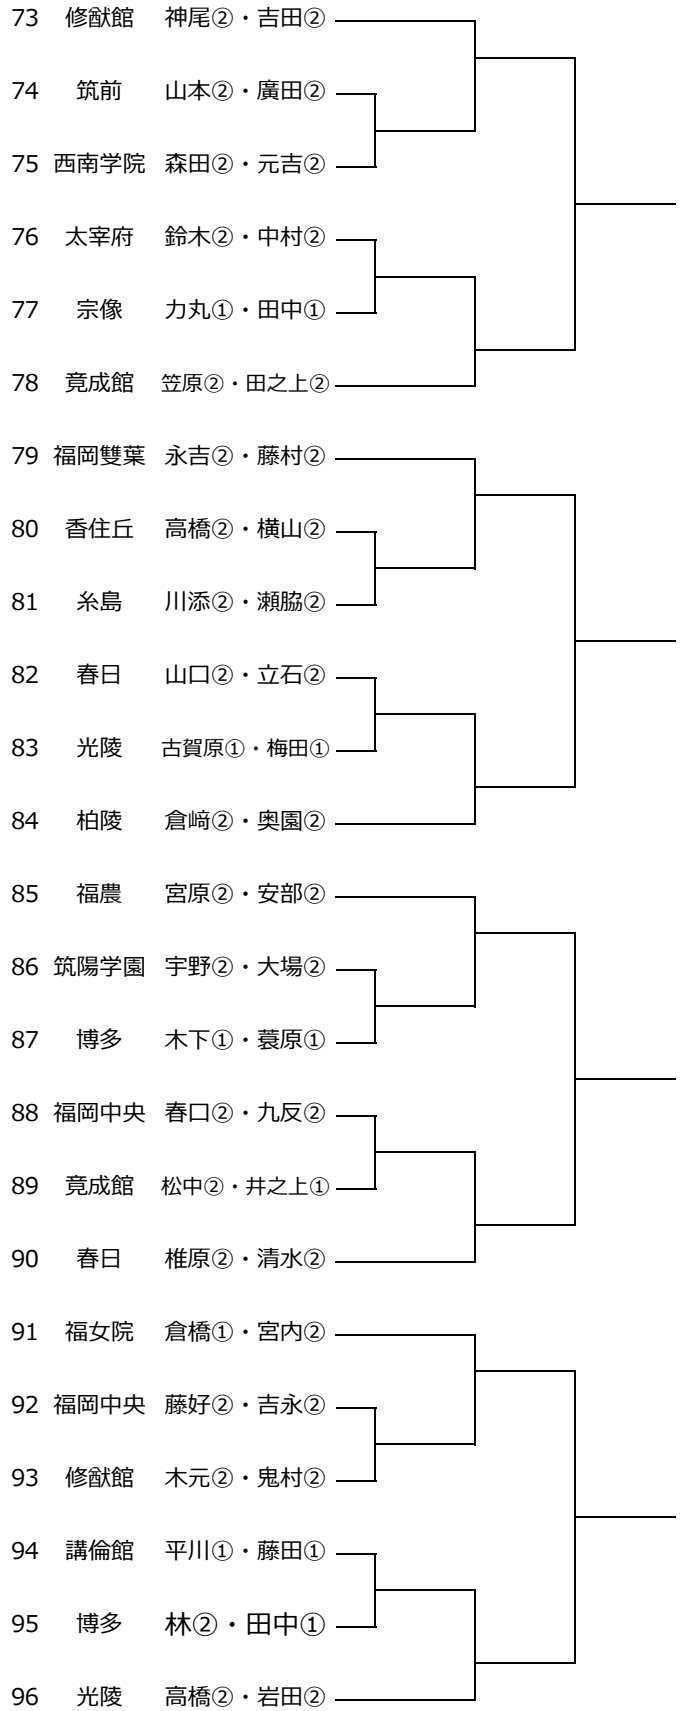 73 修猷館 神尾②・吉田②
74 筑前 山本②・廣田②
75 西南学院 森田②・元吉②
76 太宰府 鈴木②・中村②
77 宗像 力丸①・田中①
78 竟成館 笠原②・田之上②
79 福岡雙葉 永吉②・藤村②
80 香住丘 高橋②・横山②
81 糸島 川添②・瀬脇②
82 春日 山口②・立石②
83 光陵 古賀原①・梅田①
84 柏陵 倉﨑②・奥園②
85 福農 宮原②・安部②
86 筑陽学園 宇野②・大場②
87 博多 木下①・蓑原①
88 福岡中央 春口②・九反②
89 竟成館 松中②・井之上①
90 春日 椎原②・清水②
91 福女院 倉橋①・宮内②
92 福岡中央 藤好②・吉永②
93 修猷館 木元②・鬼村②
94 講倫館 平川①・藤田①
95 博多 林②・田中①
96 光陵 高橋②・岩田②